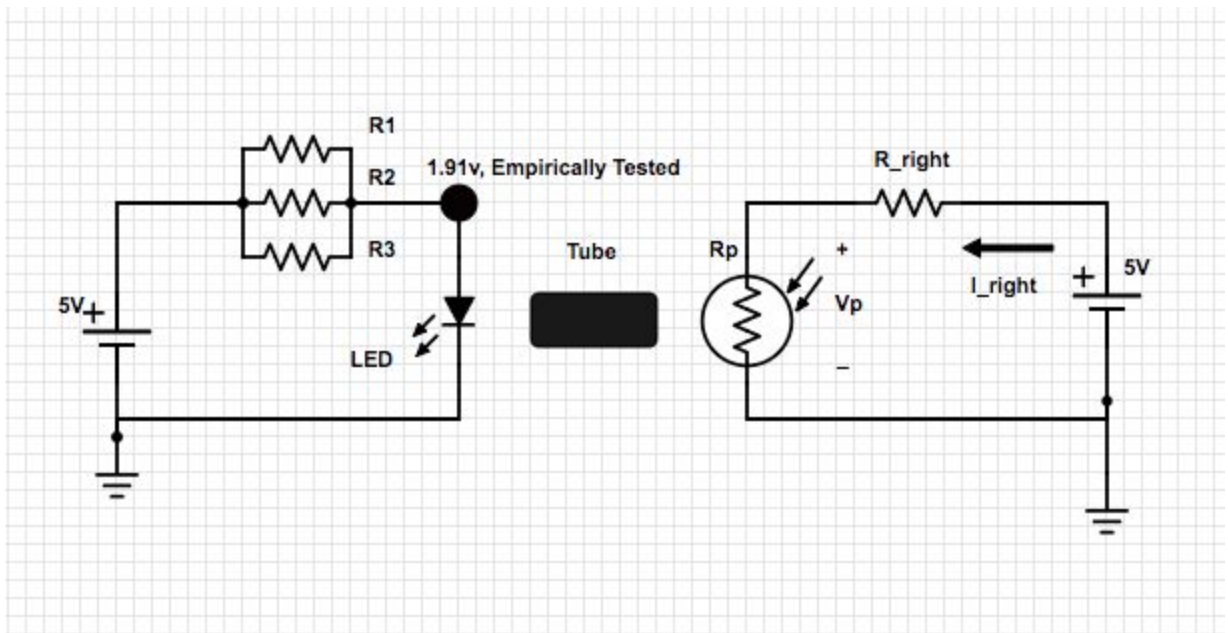 R1
1.91v, Empirically Tested
R2
R3
5V
+
LED
Tube
R_right
Rp
+
Vp
–
I_right
+
5V